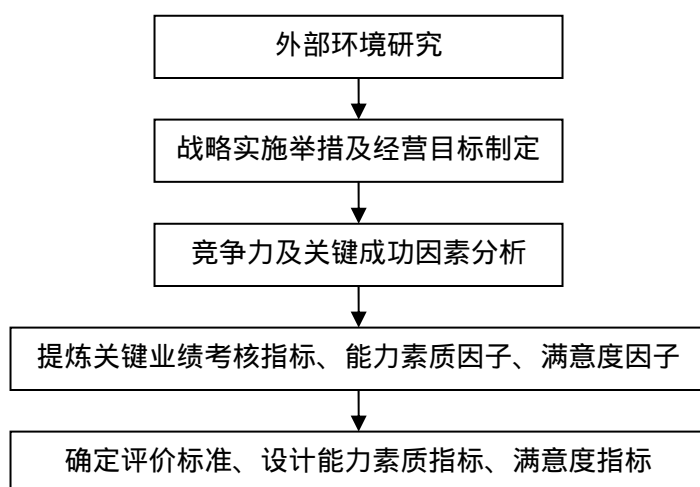 外部环境研究
战略实施举措及经营目标制定
竞争力及关键成功因素分析
提炼关键业绩考核指标、能力素质因子、满意度因子
确定评价标准、设计能力素质指标、满意度指标